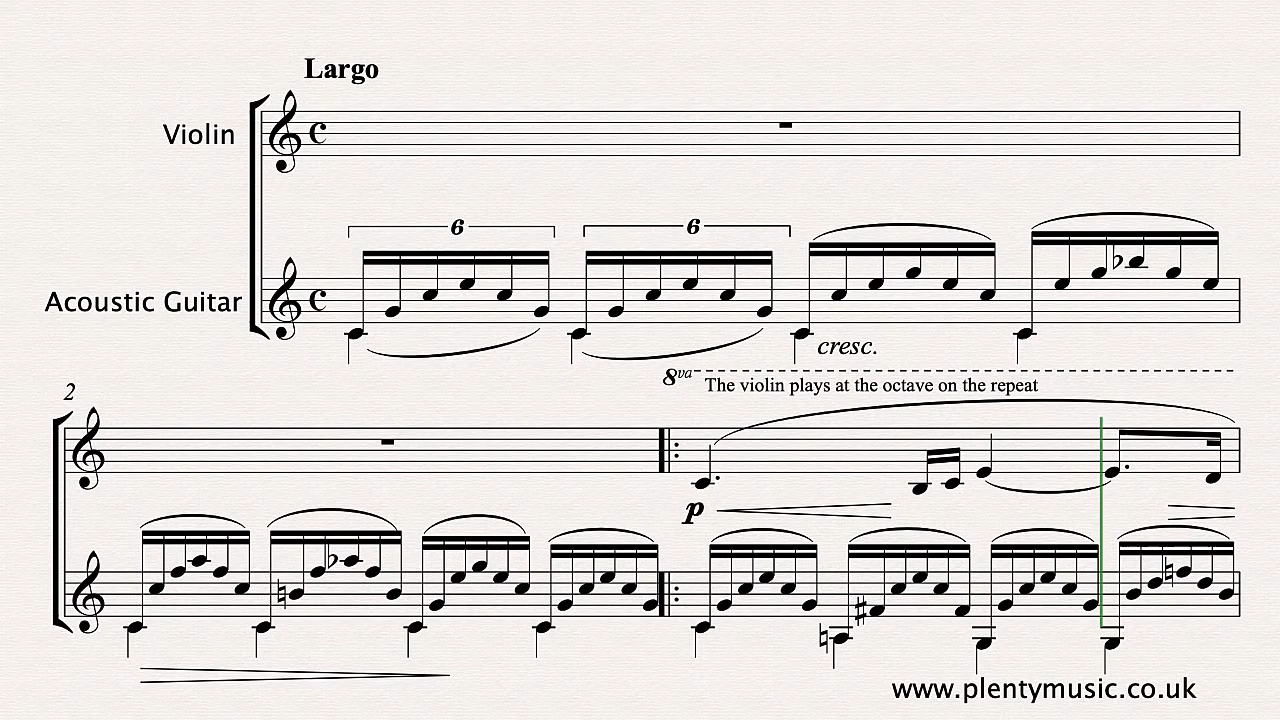 Largo
Violin
6 6
Acoustic Guitar
cresc.
2
8va The violin plays at the octave on the repeat
p
www.plentymusic.co.uk